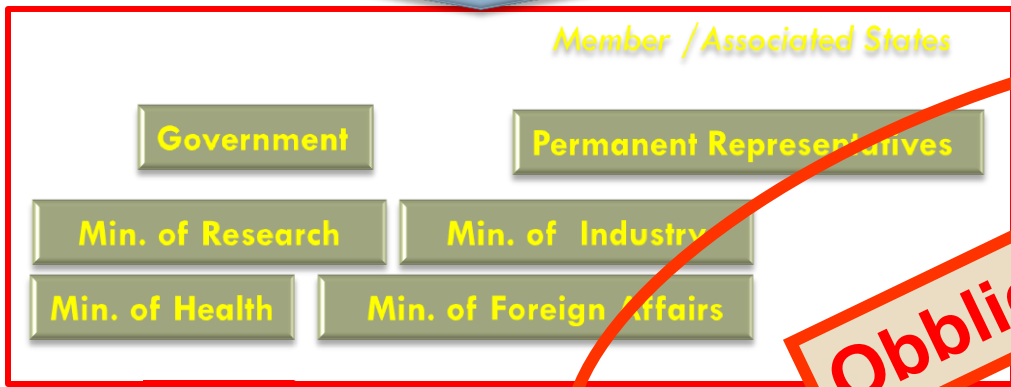 Member / Associated States
Government
Permanent Representatives
Min. of Research
Min. of  Industry
Min. of Health
Min. of Foreign Affairs